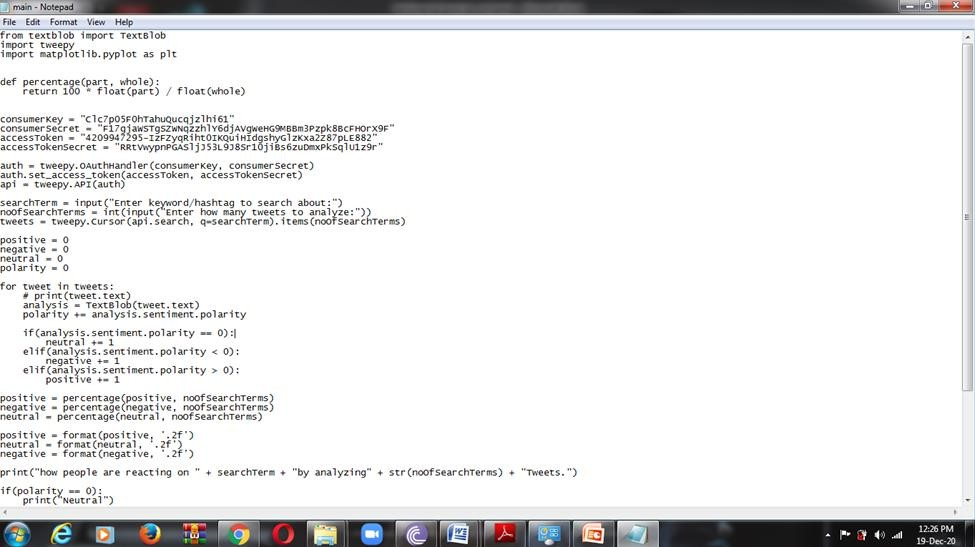 main - Notepad
File Edit Format View Help
from textblob import TextBlob
import tweepy
import matplotlib.pyplot as plt
def percentage(part, whole):
return 100 * float(part) / float(whole)
consumerKey =
consumerSecret =
accessToken =
accessTokenSecret =
auth = tweepy.OAuthHandler(consumerKey, consumerSecret)
auth.set_access_token(accessToken, accessTokenSecret)
api = tweepy.API(auth)
searchTerm = input("Enter keyword/hashtag to search about:")
noOfSearchTerms = int(input("Enter how many tweets to analyze:"))
tweets = tweepy.Cursor(api.search, q=searchTerm).items(noOfSearchTerms)
positive = 0
negative = 0
neutral = 0
polarity = 0
for tweet in tweets:
# print(tweet.text)
analysis = TextBlob(tweet.text)
polarity += analysis.sentiment.polarity
if(analysis.sentiment.polarity == 0):
neutral += 1
elif(analysis.sentiment.polarity < 0):
negative += 1
elif(analysis.sentiment.polarity > 0):
positive += 1
positive = percentage(positive, noOfSearchTerms)
negative = percentage(negative, noOfSearchTerms)
neutral = percentage(neutral, noOfSearchTerms)
positive = format(positive, '.2f')
neutral = format(neutral, '.2f')
negative = format(negative, '.2f')
print("how people are reacting on " + searchTerm + "by analyzing" + str(noOfSearchTerms) + "Tweets.")
if(polarity == 0):
print("Neutral")
12:26 PM
19-Dec-20